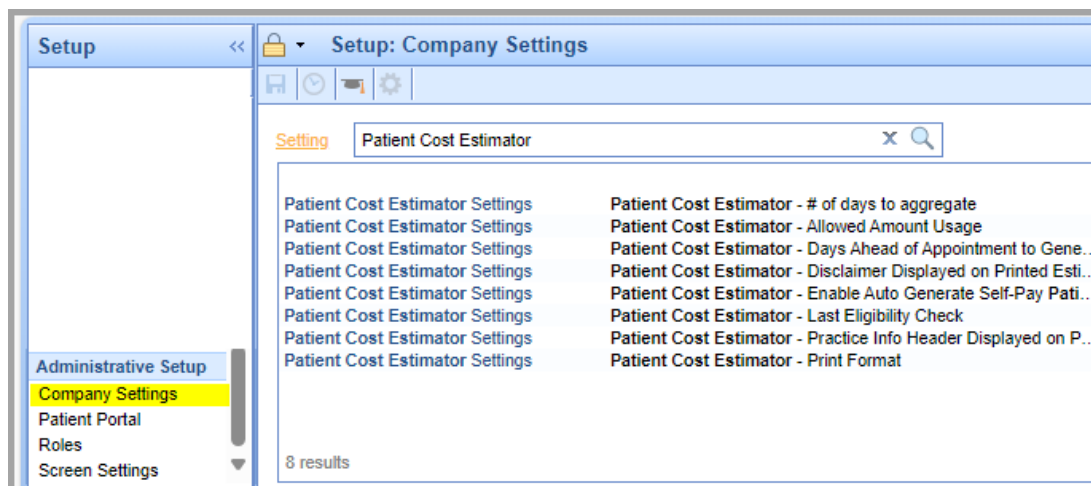 Setup
Setup: Company Settings
Setting Patient Cost Estimator
Patient Cost Estimator Settings Patient Cost Estimator - # of days to aggregate
Patient Cost Estimator Settings Patient Cost Estimator - Allowed Amount Usage
Patient Cost Estimator Settings Patient Cost Estimator - Days Ahead of Appointment to Gene...
Patient Cost Estimator Settings Patient Cost Estimator - Disclaimer Displayed on Printed Esti...
Patient Cost Estimator Settings Patient Cost Estimator - Enable Auto Generate Self-Pay Pati...
Patient Cost Estimator Settings Patient Cost Estimator - Last Eligibility Check
Patient Cost Estimator Settings Patient Cost Estimator - Practice Info Header Displayed on P...
Patient Cost Estimator Settings Patient Cost Estimator - Print Format
8 results
Administrative Setup
Company Settings
Patient Portal
Roles
Screen Settings